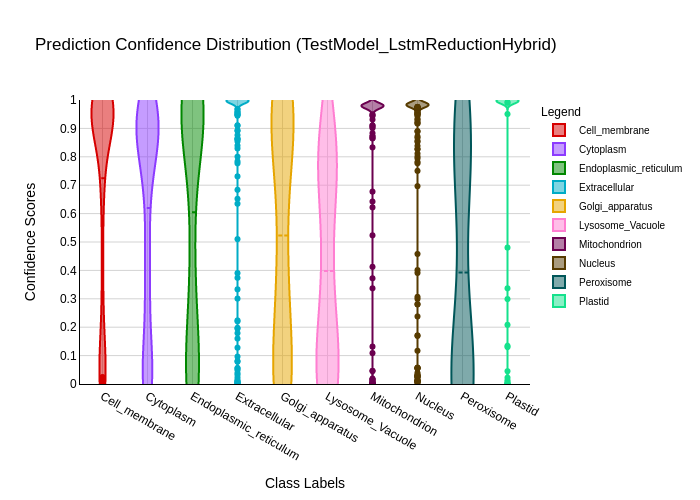 Prediction Confidence Distribution (TestModel_LstmReductionHybrid)
Confidence Scores
1
0.9
0.8
0.7
0.6
0.5
0.4
0.3
0.2
0.1
0
Cell_membrane
Cytoplasm
Endoplasmic_reticulum
Extracellular
Golgi_apparatus
Lysosome_Vacuole
Mitochondrion
Nucleus
Peroxisome
Plastid
Class Labels
Legend
Cell_membrane
Cytoplasm
Endoplasmic_reticulum
Extracellular
Golgi_apparatus
Lysosome_Vacuole
Mitochondrion
Nucleus
Peroxisome
Plastid